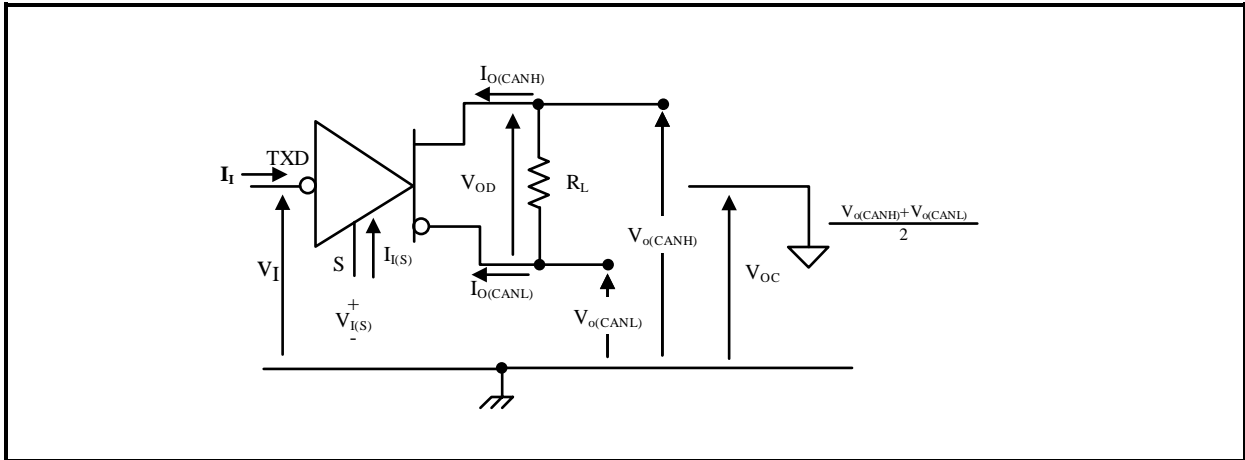 I_O(CANH)
TXD
I_I
V_OD
R_L
V_o(CANH)+V_o(CANL)
2
V_o(CANH)
V_I
S
I_I(S)
V_OC
I_O(CANL)
+
V_I(S)
-
V_o(CANL)